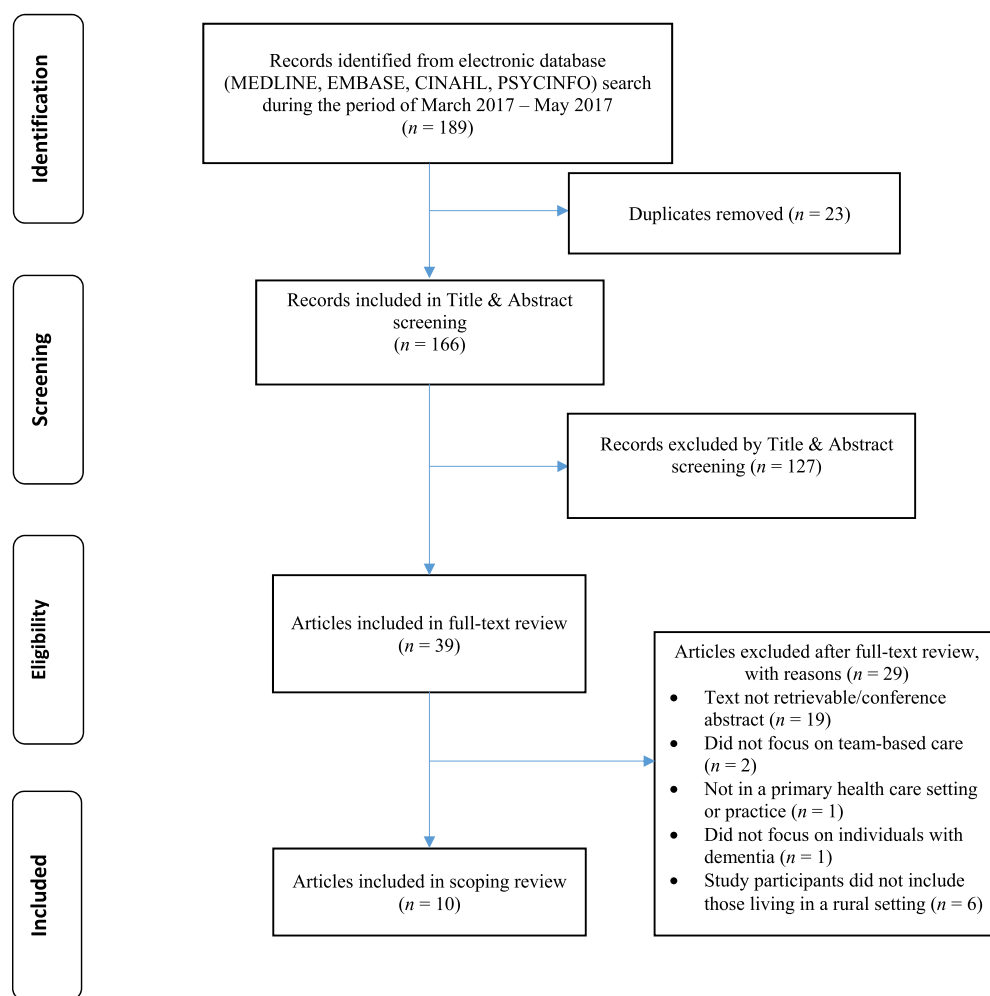 Identification
Records identified from electronic database
(MEDLINE, EMBASE, CINAHL, PSYCINFO) search
during the period of March 2017 – May 2017
(n = 189)
Duplicates removed (n = 23)
Screening
Records included in Title & Abstract
screening
(n = 166)
Records excluded by Title & Abstract
screening (n = 127)
Eligibility
Articles included in full-text review
(n = 39)
Articles excluded after full-text review,
with reasons (n = 29)
• Text not retrievable/conference
abstract (n = 19)
• Did not focus on team-based care
(n = 2)
• Not in a primary health care setting
or practice (n = 1)
• Did not focus on individuals with
dementia (n = 1)
• Study participants did not include
those living in a rural setting (n = 6)
Included
Articles included in scoping review
(n = 10)